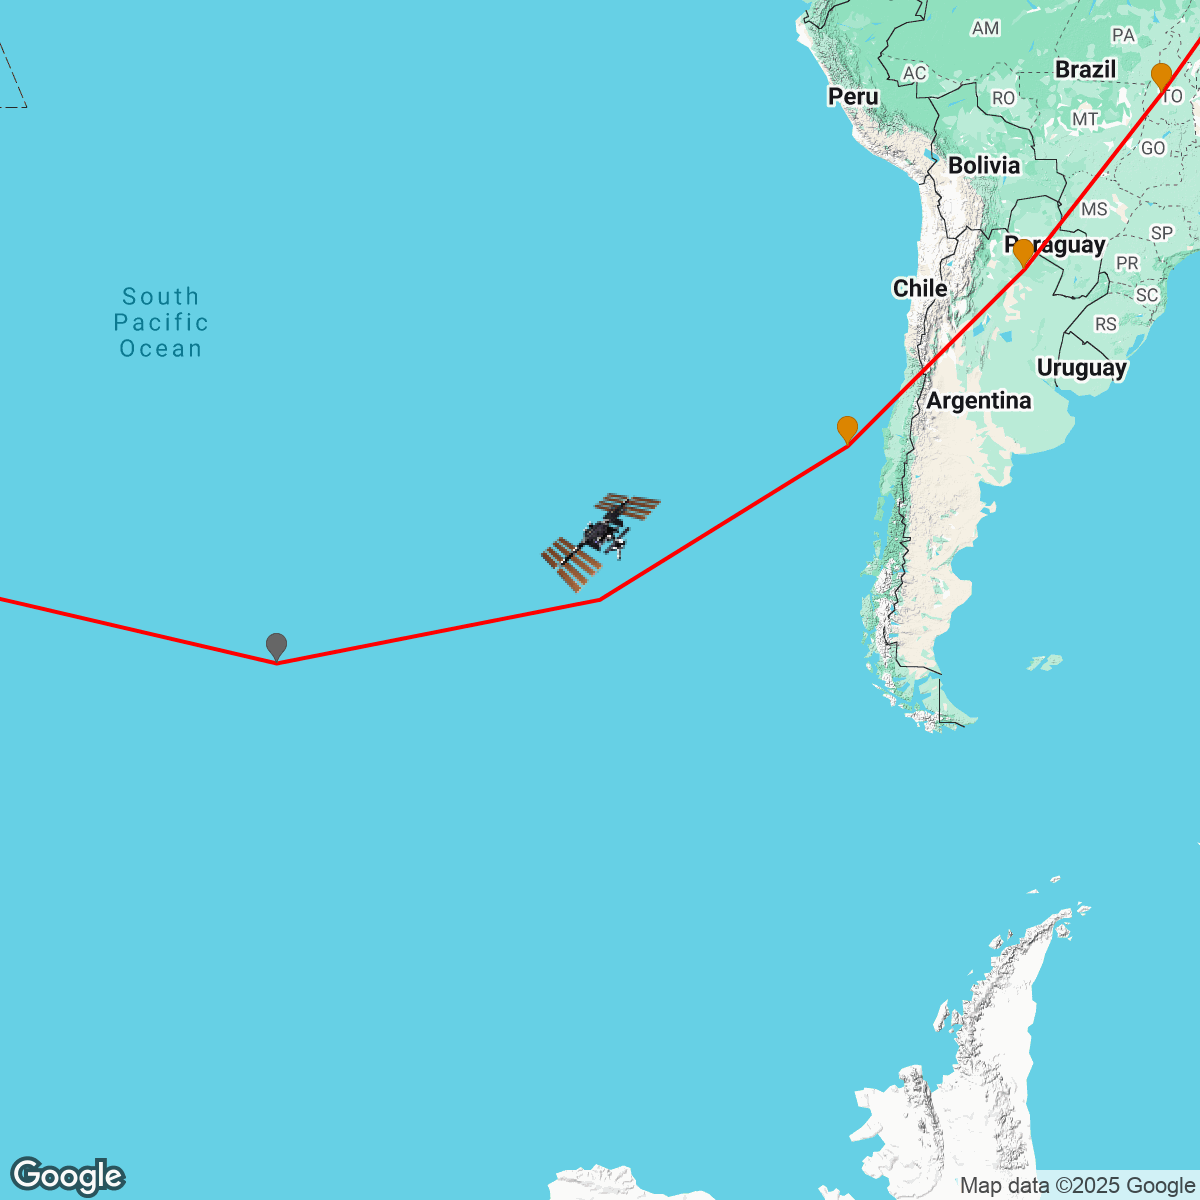 AM
PA
Brazil
AC
Peru
RO
TO
MT
GO
Bolivia
MS
SP
Paraguay
PR
Chile
SC
South
Pacific
Ocean
RS
Uruguay
Argentina
Google
Map data ©2025 Google